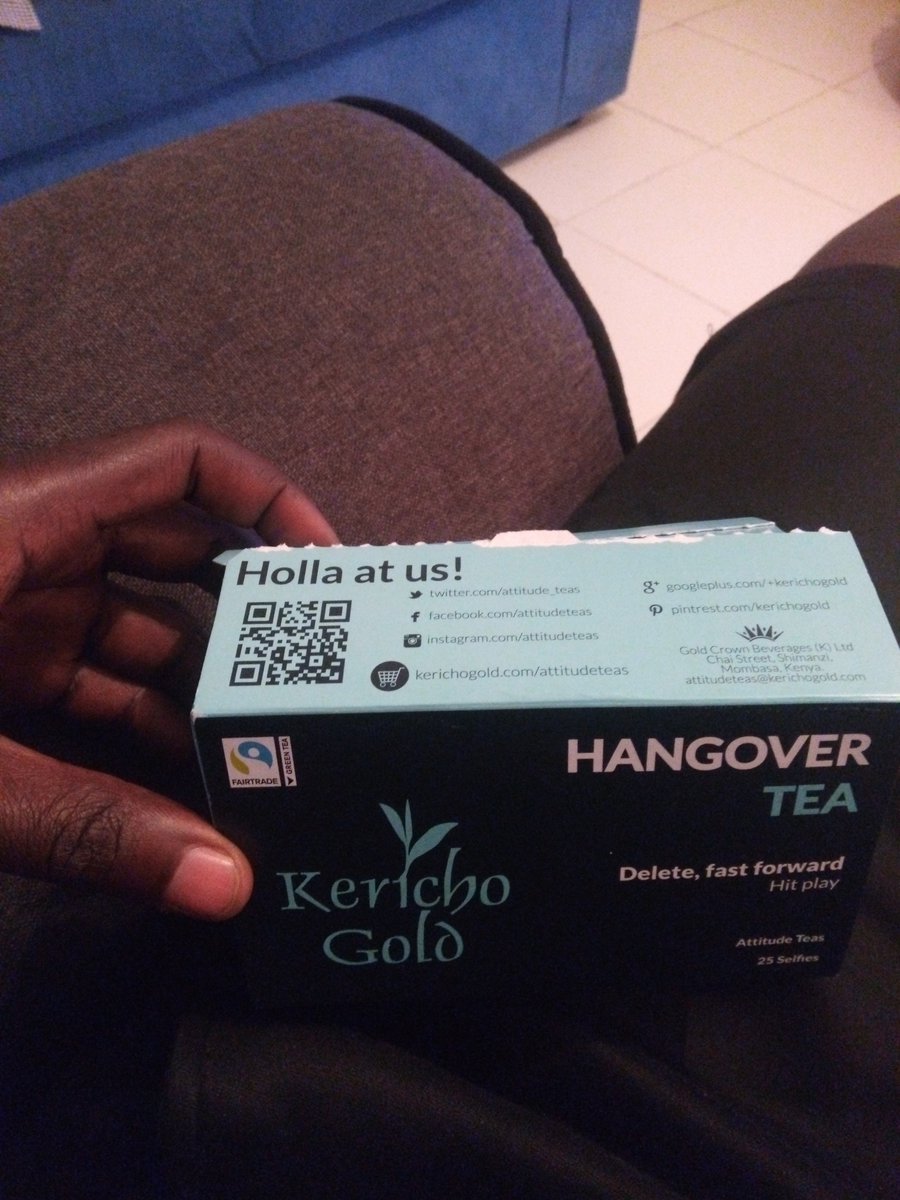 Holla at us!
twitter.com/attitude_teas
facebook.com/attitudeteas
instagram.com/attitudeteas
kerichogold.com/attitudeteas
g+ googleplus.com/+kerichogold
pintrest.com/kerichogold
Gold Crown Beverages (K) Ltd
Chai Street, Shimanzi,
Mombasa, Kenya.
attitudeteas@kerichogold.com
FAIRTRADE
GREEN TEA
HANGOVER
TEA
Kericho
Gold
Delete, fast forward
Hit play
Attitude Teas
25 Selfies